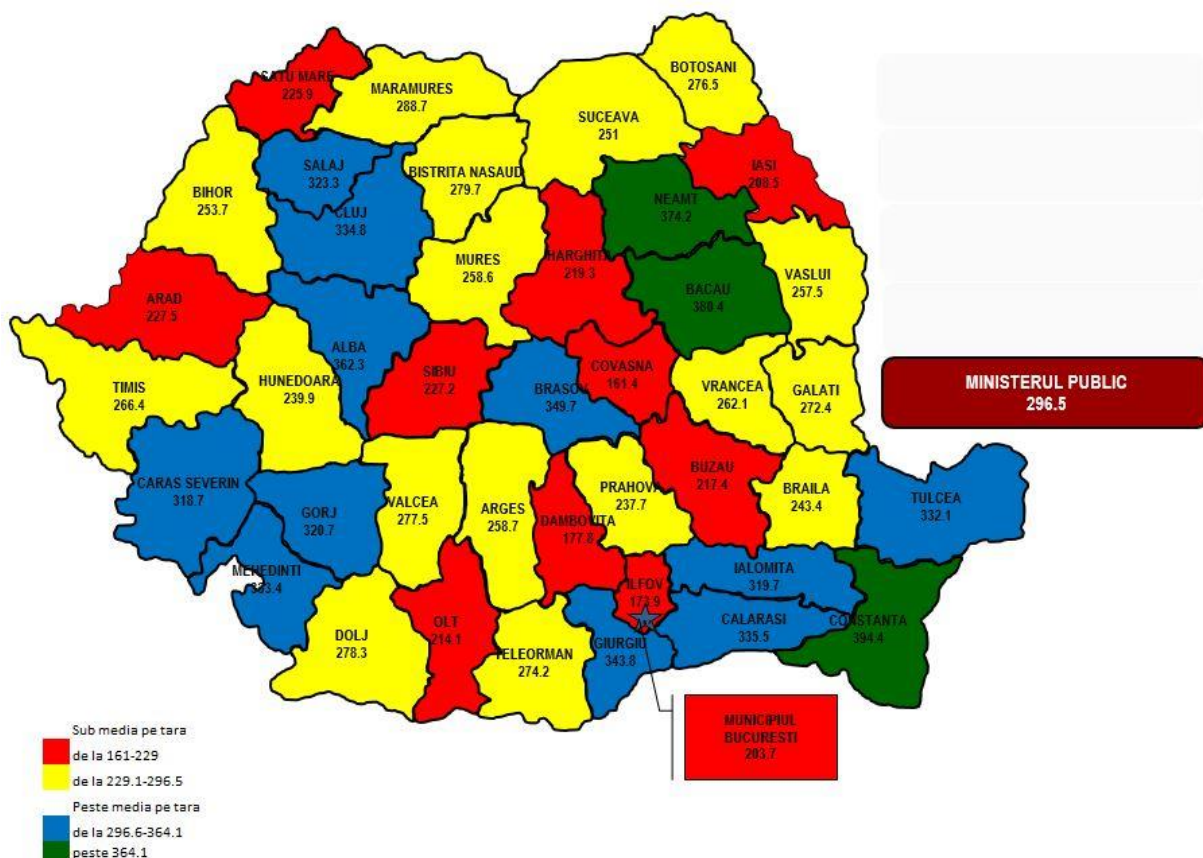 SATU MARE
225.9
MARAMURES
288.7
BOTOSANI
276.5
SUCEAVA
251
IASI
208.5
BIHOR
253.7
SALAJ
323.3
CLUJ
334.8
BISTRITA NASAUD
279.7
NEAMT
374.2
MURES
258.6
HARGHITA
219.3
BACAU
380.4
VASLUI
257.5
ARAD
227.5
ALBA
362.3
TIMIS
266.4
HUNEDOARA
239.9
SIBIU
227.2
BRASOV
349.7
COVASNA
161.4
VRANCEA
262.1
GALATI
272.4
MINISTERUL PUBLIC
296.5
CARAS SEVERIN
318.7
GORJ
320.7
VALCEA
277.5
ARGES
258.7
DAMBOVITA
177.8
PRAHOVA
237.7
BUZAU
217.4
BRAILA
243.4
TULCEA
332.1
MEHEDINTI
333.4
DOLJ
278.3
OLT
214.1
TELEORMAN
274.2
GIURGIU
343.8
ILFOV
IALOMITA
319.7
CALARASI
335.5
CONSTANTA
394.4
MUNICIPIUL
BUCURESTI
203.7
Sub media pe tara
de la 161-229
de la 229.1-296.5
Peste media pe tara
de la 296.6-364.1
peste 364.1